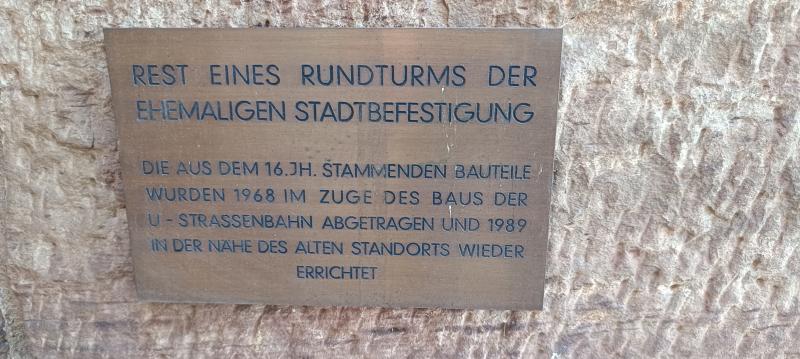 REST EINES RUNDTURMS DER
EHEMALIGEN STADTBEFESTIGUNG
DIE AUS DEM 16.JH. STAMMENDEN BAUTEILE
WURDEN 1968 IM ZUGE DES BAUS DER
U - STRASSENBAHN ABGETRAGEN UND 1989
IN DER NÄHE DES ALTEN STANDORTS WIEDER
ERRICHTET